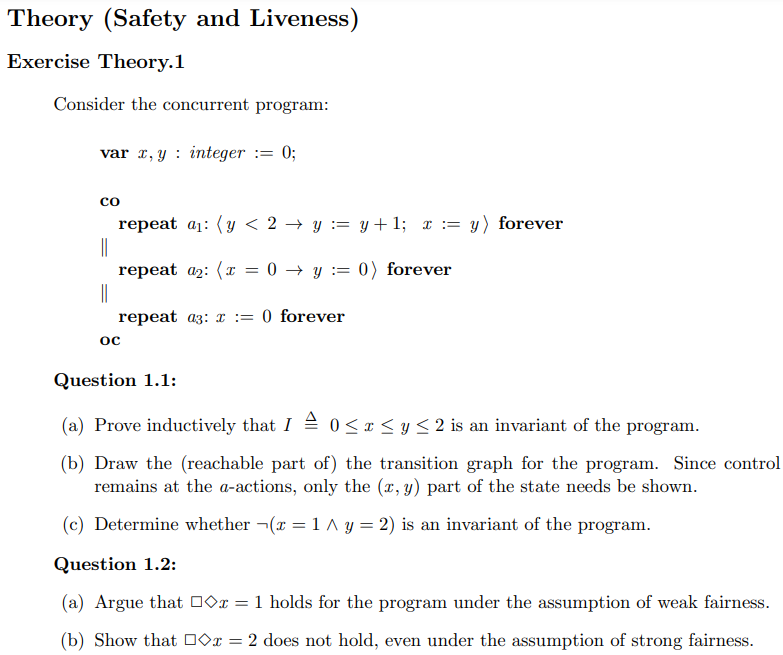 Theory (Safety and Liveness)
Exercise Theory.1
Consider the concurrent program:
var x, y : integer := 0;
co
repeat a₁: ⟨ y < 2 → y := y + 1; x := y ⟩ forever
∥
repeat a₂: ⟨ x = 0 → y := 0 ⟩ forever
∥
repeat a₃: x := 0 forever
oc
Question 1.1:
(a) Prove inductively that I ≜ 0 ≤ x ≤ y ≤ 2 is an invariant of the program.
(b) Draw the (reachable part of) the transition graph for the program. Since control
remains at the a-actions, only the (x, y) part of the state needs be shown.
(c) Determine whether ¬(x = 1 ∧ y = 2) is an invariant of the program.
Question 1.2:
(a) Argue that □◇x = 1 holds for the program under the assumption of weak fairness.
(b) Show that □◇x = 2 does not hold, even under the assumption of strong fairness.